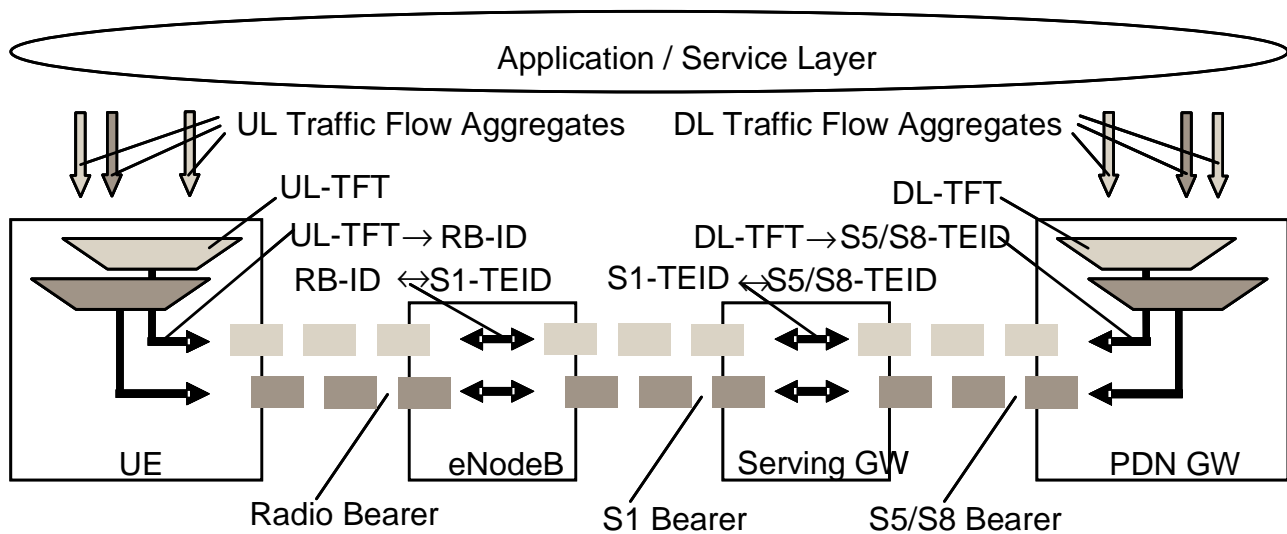 Application / Service Layer
UL Traffic Flow Aggregates
DL Traffic Flow Aggregates
UL-TFT
DL-TFT
UL-TFT → RB-ID
DL-TFT → S5/S8-TEID
RB-ID ↔ S1-TEID
S1-TEID ↔ S5/S8-TEID
UE
eNodeB
Serving GW
PDN GW
Radio Bearer
S1 Bearer
S5/S8 Bearer